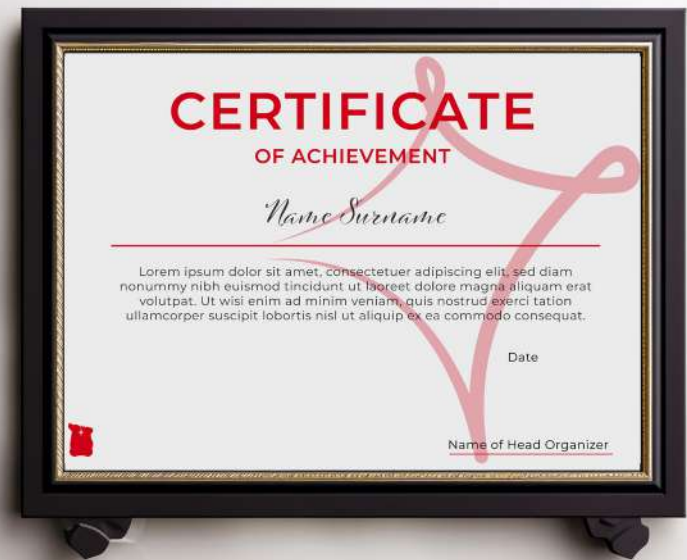 CERTIFICATE
OF ACHIEVEMENT
Name Surname
Lorem ipsum dolor sit amet, consectetuer adipiscing elit, sed diam
nonummy nibh euismod tincidunt ut laoreet dolore magna aliquam erat
volutpat. Ut wisi enim ad minim veniam, quis nostrud exerci tation
ullamcorper suscipit lobortis nisl ut aliquip ex ea commodo consequat.
Date
Name of Head Organizer